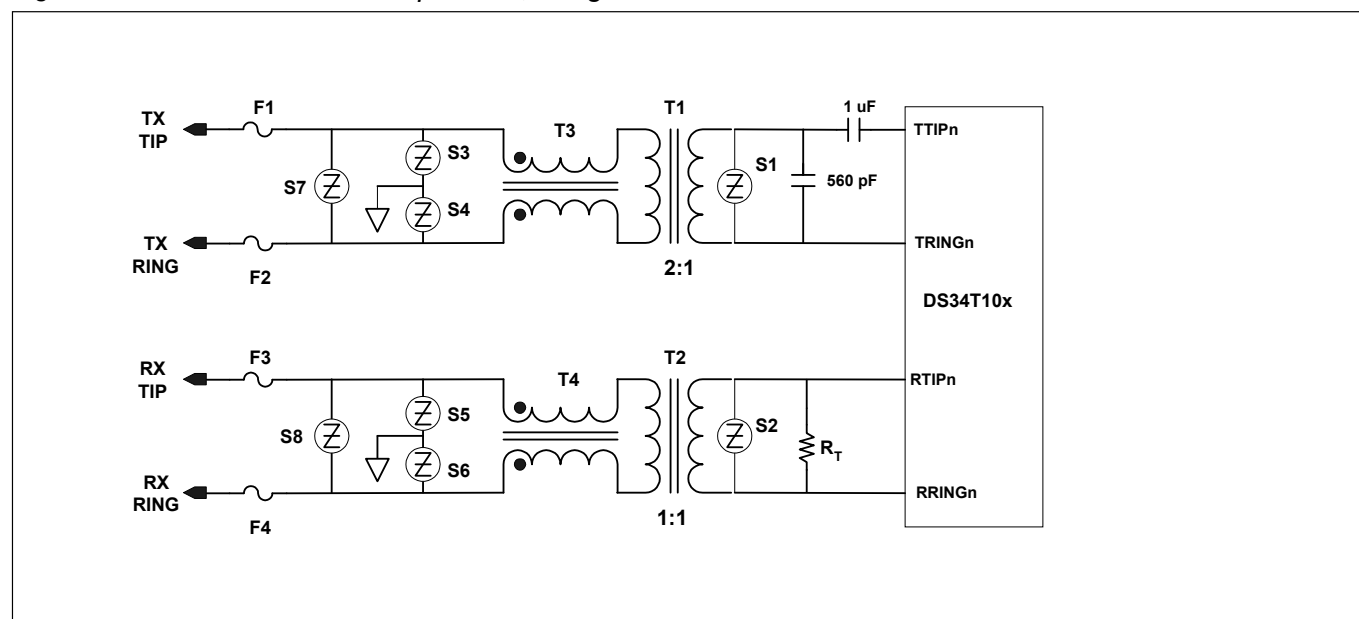 TX
TIP
F1
S7
S3
S4
T3
T1
2:1
S1
1 uF
560 pF
TTIPn
TX
RING
F2
TRINGn
DS34T10x
RX
TIP
F3
S8
S5
S6
T4
T2
1:1
S2
RT
RTIPn
RX
RING
F4
RRINGn